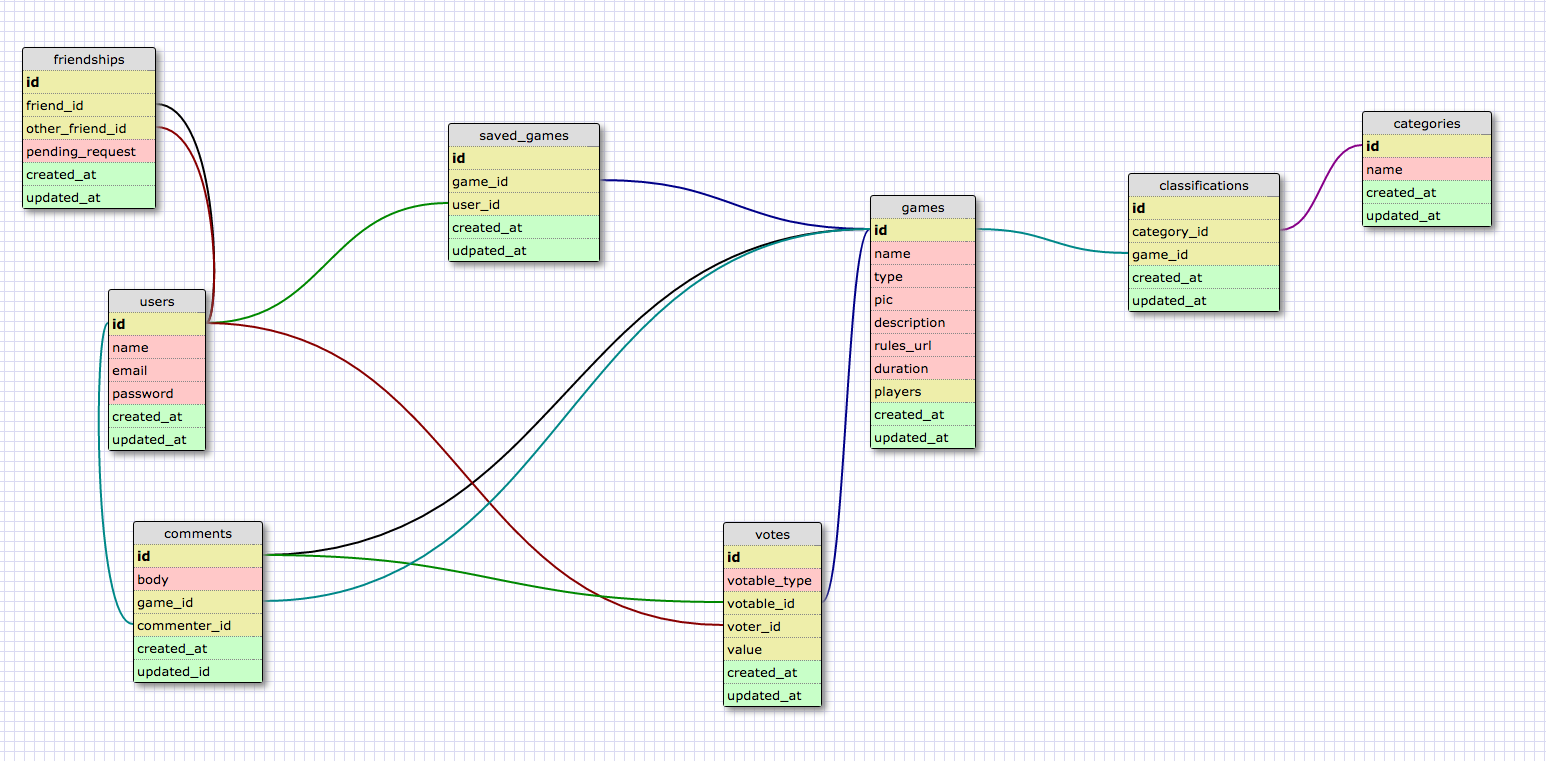 friendships
id
friend_id
other_friend_id
pending_request
created_at
updated_at
users
id
name
email
password
created_at
updated_at
comments
id
body
game_id
commenter_id
created_at
updated_id
saved_games
id
game_id
user_id
created_at
udpated_at
votes
id
votable_type
votable_id
voter_id
value
created_at
updated_at
games
id
name
type
pic
description
rules_url
duration
players
created_at
updated_at
classifications
id
category_id
game_id
created_at
updated_at
categories
id
name
created_at
updated_at